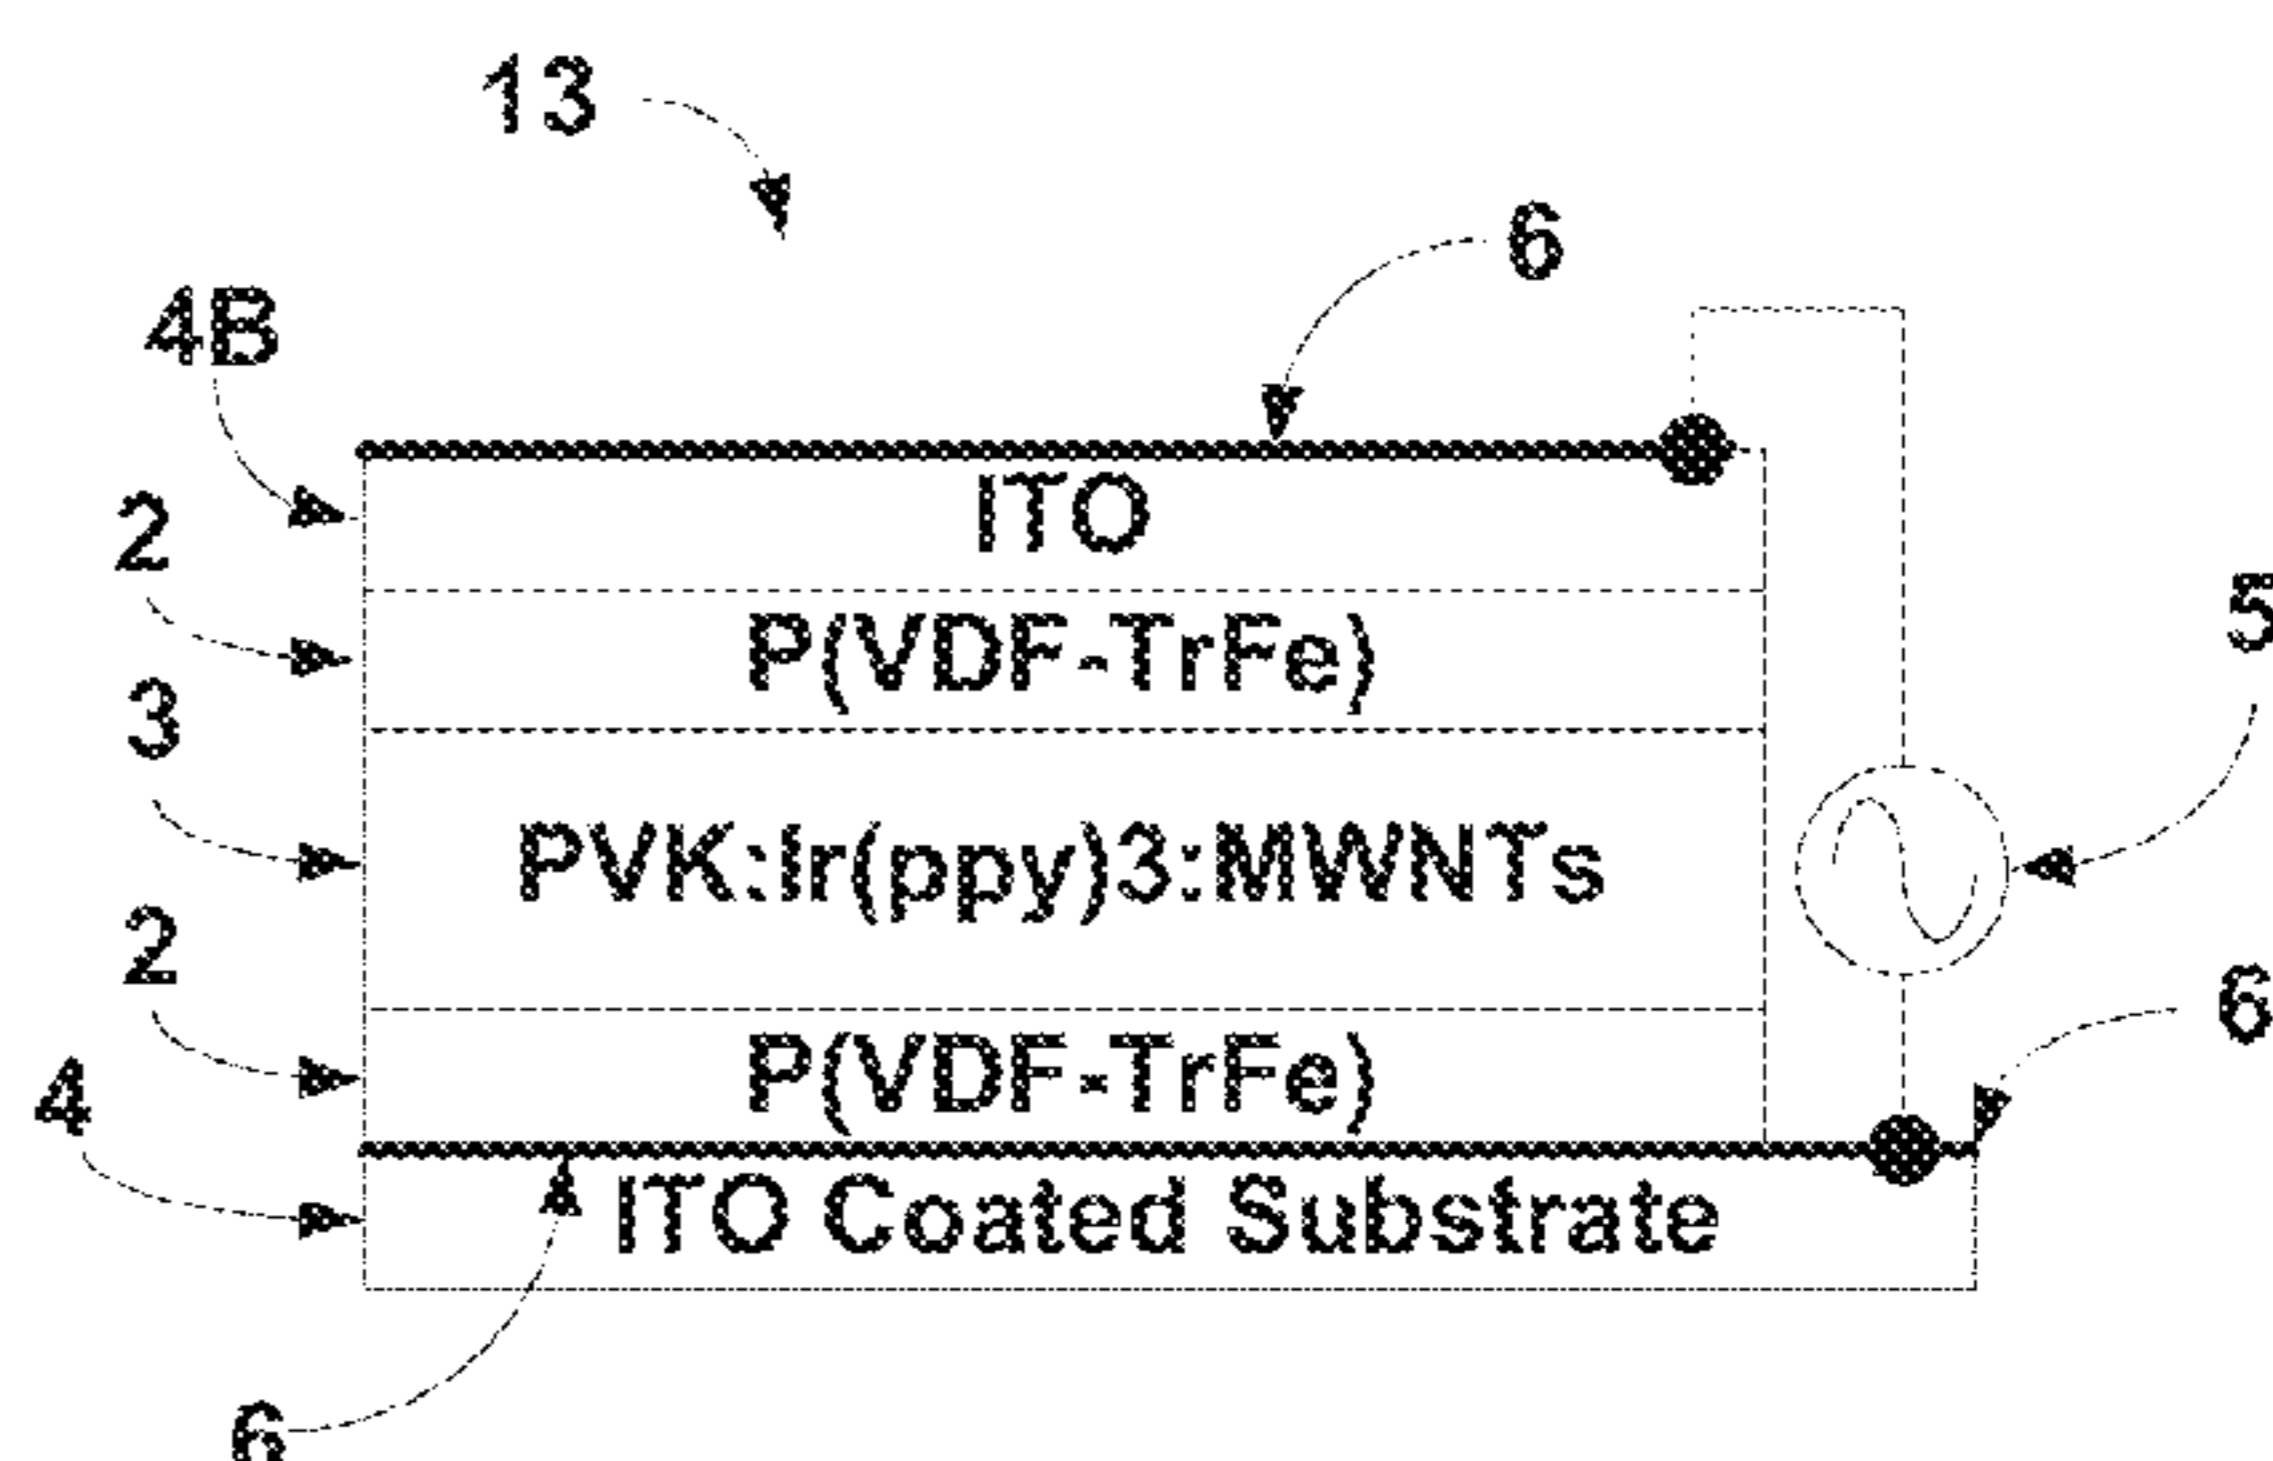 13
6
4B
ITO
2
P(VDF-TrFe)
5
3
PVK:Ir(ppy)3:MWNTs
2
6
P(VDF-TrFe)
4
ITO Coated Substrate
6